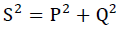 S² = P² + Q²